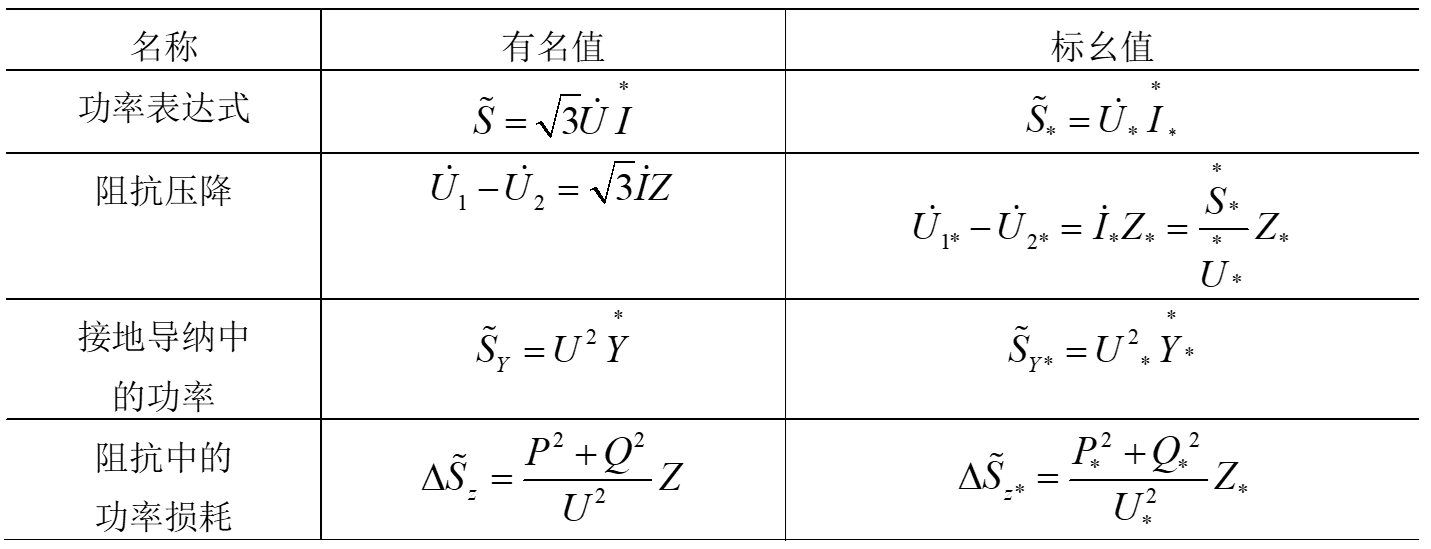 名称 有名值 标幺值
功率表达式 $\tilde{S}=\sqrt{3}\dot{U}\overset{*}{I}$ $\tilde{S}_*=\dot{U}_*\overset{*}{I}_*$
阻抗压降 $\dot{U}_1-\dot{U}_2=\sqrt{3}\dot{I}Z$ $\dot{U}_{1*}-\dot{U}_{2*}=\dot{I}_*Z_*=\frac{\overset{*}{S}_*}{\overset{*}{U}_*}Z_*$
接地导纳中
的功率 $\tilde{S}_Y=U^2\overset{*}{Y}$ $\tilde{S}_{Y*}=U^2{}_*\overset{*}{Y}_*$
阻抗中的
功率损耗 $\Delta\tilde{S}_z=\frac{P^2+Q^2}{U^2}Z$ $\Delta\tilde{S}_{z*}=\frac{P_*^2+Q_*^2}{U_*^2}Z_*$